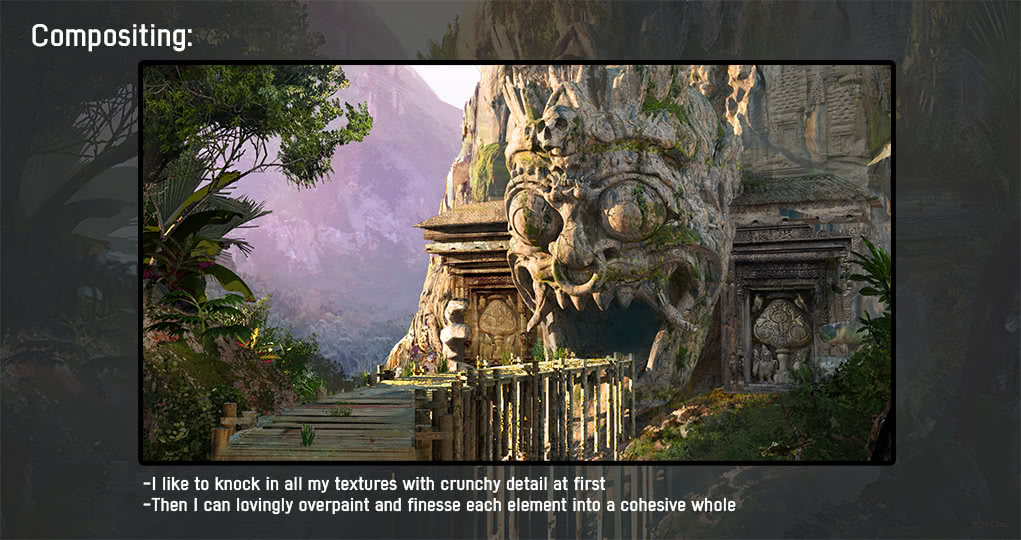 Compositing:
-I like to knock in all my textures with crunchy detail at first
-Then I can lovingly overpaint and finesse each element into a cohesive whole